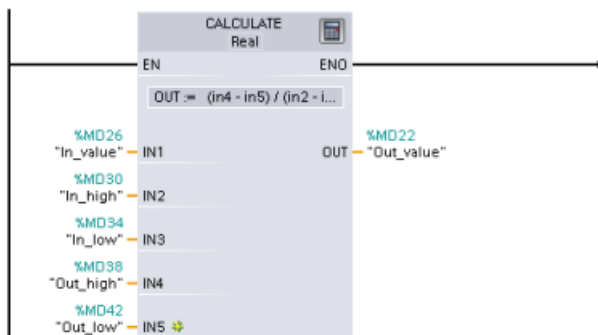 CALCULATE
Real
EN ENO
OUT := (in4 - in5) / (in2 - i...
%MD26
"In_value" IN1
%MD22
OUT "Out_value"
%MD30
"In_high" IN2
%MD34
"In_low" IN3
%MD38
"Out_high" IN4
%MD42
"Out_low" IN5